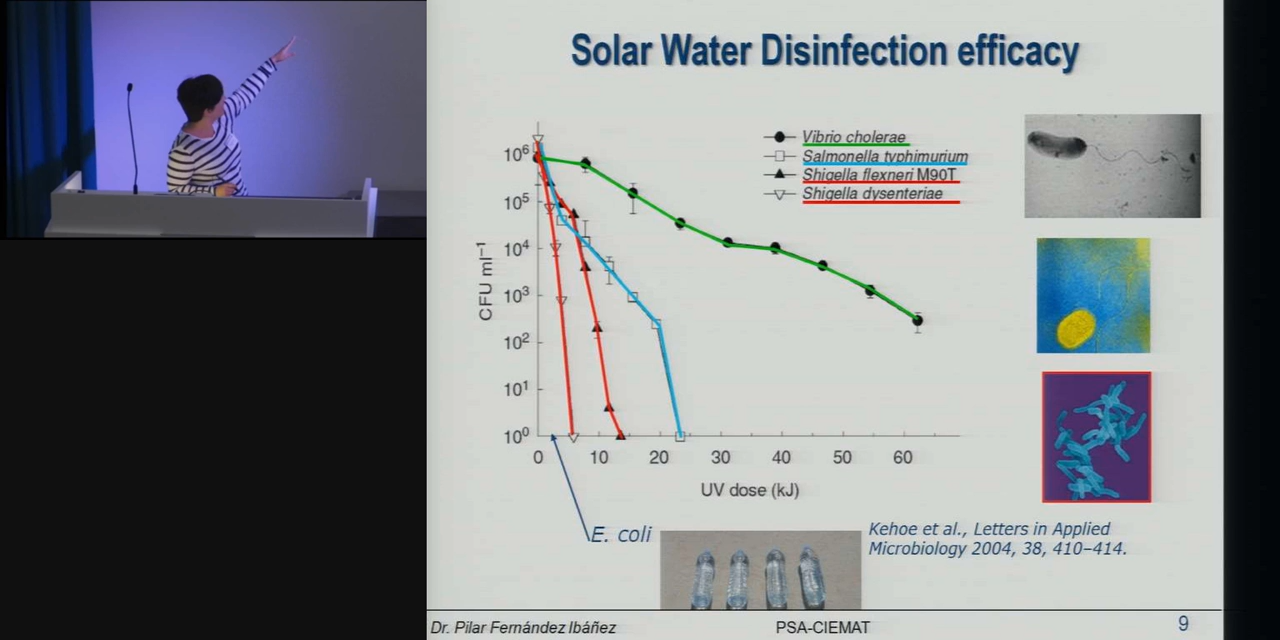 Solar Water Disinfection efficacy
Vibrio cholerae
Salmonella typhimurium
Shigella flexneri M90T
Shigella dysenteriae
CFU ml⁻¹
10⁶
10⁵
10⁴
10³
10²
10¹
10⁰
0 10 20 30 40 50 60
UV dose (kJ)
E. coli
Kehoe et al., Letters in Applied
Microbiology 2004, 38, 410–414.
Dr. Pilar Fernández Ibáñez PSA-CIEMAT 9